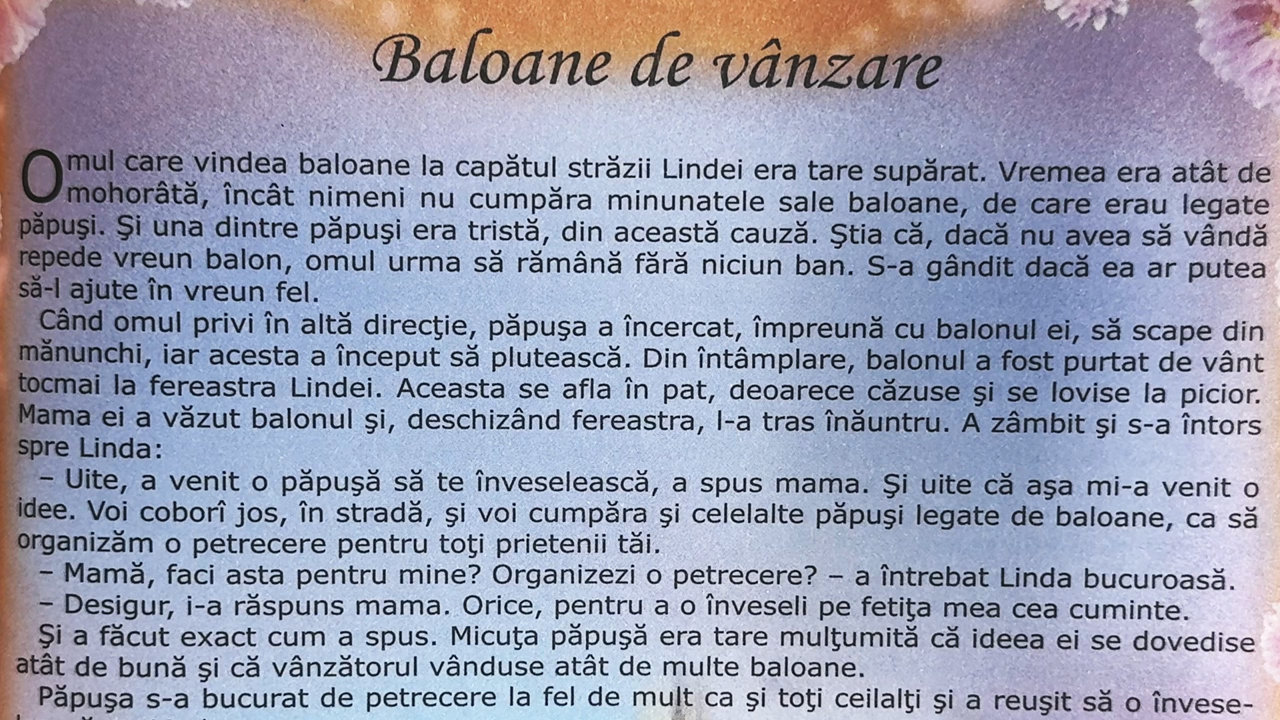 Baloane de vânzare
Omul care vindea baloane la capătul străzii Lindei era tare supărat. Vremea era atât de
mohorâtă, încât nimeni nu cumpăra minunatele sale baloane, de care erau legate
păpuşi. Şi una dintre păpuşi era tristă, din această cauză. Ştia că, dacă nu avea să vândă
repede vreun balon, omul urma să rămână fără niciun ban. S-a gândit dacă ea ar putea
să-l ajute în vreun fel.
Când omul privi în altă direcţie, păpuşa a încercat, împreună cu balonul ei, să scape din
mănunchi, iar acesta a început să plutească. Din întâmplare, balonul a fost purtat de vânt
tocmai la fereastra Lindei. Aceasta se afla în pat, deoarece căzuse şi se lovise la picior.
Mama ei a văzut balonul şi, deschizând fereastra, l-a tras înăuntru. A zâmbit şi s-a întors
spre Linda:
– Uite, a venit o păpuşă să te înveselească, a spus mama. Şi uite că aşa mi-a venit o
idee. Voi coborî jos, în stradă, şi voi cumpăra şi celelalte păpuşi legate de baloane, ca să
organizăm o petrecere pentru toţi prietenii tăi.
– Mamă, faci asta pentru mine? Organizezi o petrecere? – a întrebat Linda bucuroasă.
– Desigur, i-a răspuns mama. Orice, pentru a o înveseli pe fetiţa mea cea cuminte.
Şi a făcut exact cum a spus. Micuţa păpuşă era tare mulţumită că ideea ei se dovedise
atât de bună şi că vânzătorul vânduse atât de multe baloane.
Păpuşa s-a bucurat de petrecere la fel de mult ca şi toţi ceilalţi şi a reuşit să o învese-